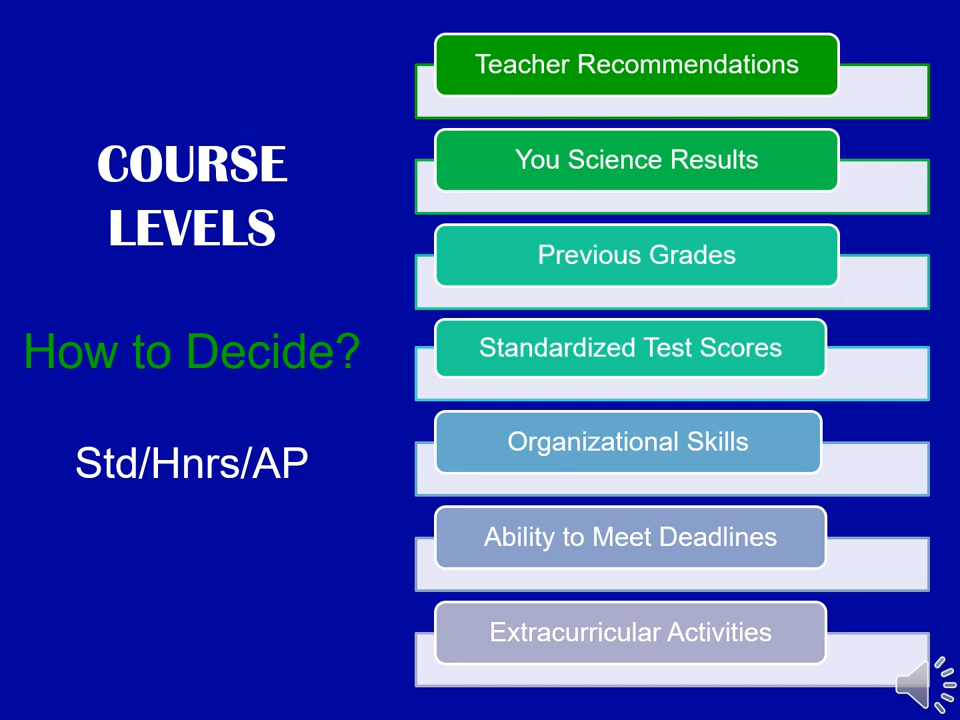 COURSE
LEVELS
How to Decide?
Std/Hnrs/AP
Teacher Recommendations
You Science Results
Previous Grades
Standardized Test Scores
Organizational Skills
Ability to Meet Deadlines
Extracurricular Activities